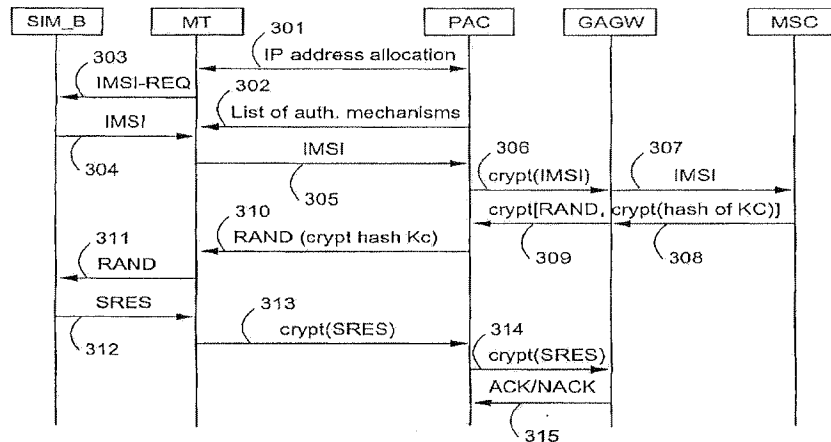 SIM_B
MT
PAC
GAGW
MSC
301
IP address allocation
303
IMSI-REQ
302
List of auth. mechanisms
IMSI
304
IMSI
305
306
crypt(IMSI)
307
IMSI
crypt[RAND, crypt(hash of KC)]
309
308
310
RAND (crypt hash Kc)
311
RAND
SRES
312
313
crypt(SRES)
314
crypt(SRES)
ACK/NACK
315